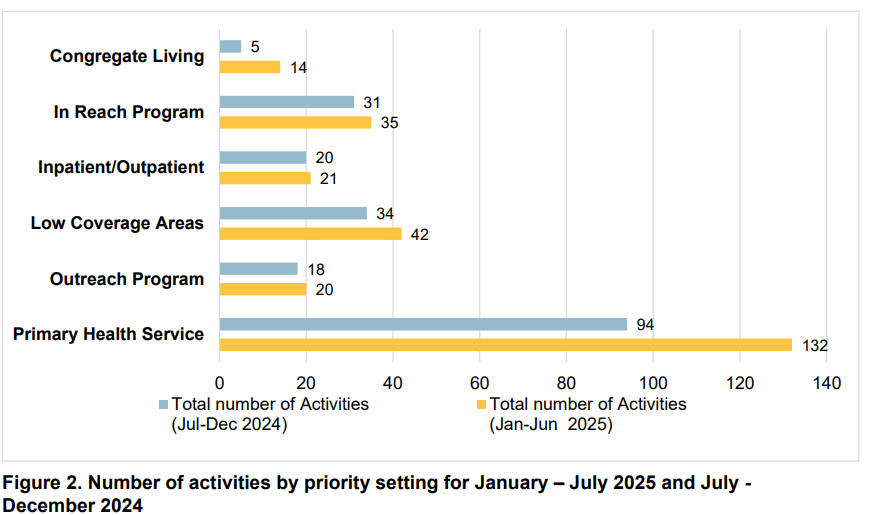 Congregate Living
5
14
In Reach Program
31
35
Inpatient/Outpatient
20
21
Low Coverage Areas
34
42
Outreach Program
18
20
Primary Health Service
94
132
0 20 40 60 80 100 120 140
Total number of Activities
(Jul-Dec 2024)
Total number of Activities
(Jan-Jun 2025)
Figure 2. Number of activities by priority setting for January – July 2025 and July -
December 2024